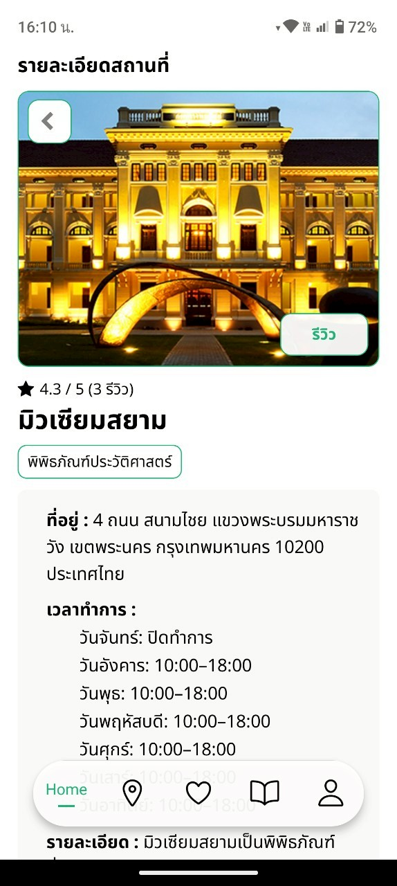 16:10 น.
72%
รายละเอียดสถานที่
รีวิว
4.3 / 5 (3 รีวิว)
มิวเซียมสยาม
พิพิธภัณฑ์ประวัติศาสตร์
ที่อยู่ : 4 ถนน สนามไชย แขวงพระบรมมหาราช
วัง เขตพระนคร กรุงเทพมหานคร 10200
ประเทศไทย
เวลาทำการ :
วันจันทร์: ปิดทำการ
วันอังคาร: 10:00–18:00
วันพุธ: 10:00–18:00
วันพฤหัสบดี: 10:00–18:00
วันศุกร์: 10:00–18:00
วันเสาร์: 10:00–18:00
วันอาทิตย์: 10:00–18:00
Home
รายละเอียด : มิวเซียมสยามเป็นพิพิธภัณฑ์